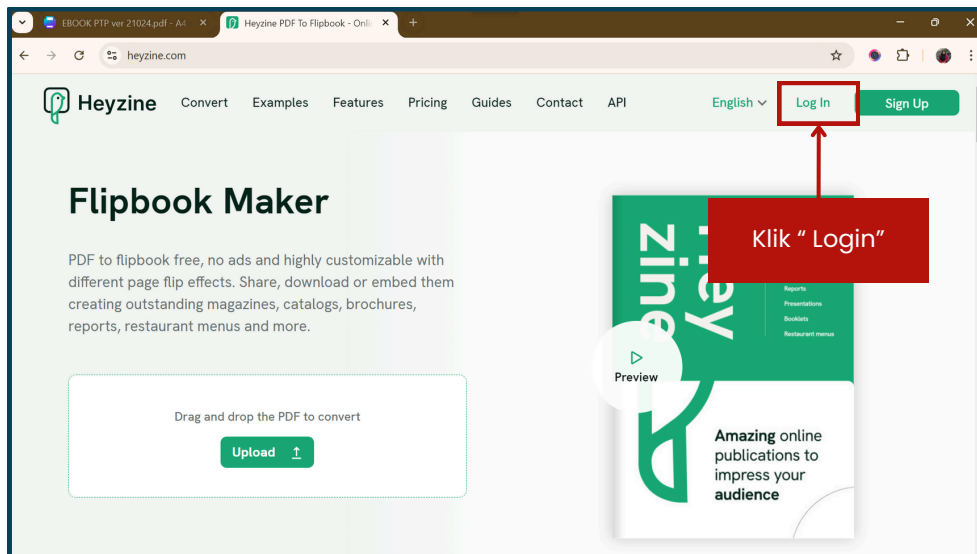 EBOOK PTP ver 21024.pdf - A4
Heyzine PDF To Flipbook - Onli
heyzine.com
Heyzine
Convert
Examples
Features
Pricing
Guides
Contact
API
English
Log In
Sign Up
Flipbook Maker
Klik “ Login”
PDF to flipbook free, no ads and highly customizable with
different page flip effects. Share, download or embed them
creating outstanding magazines, catalogs, brochures,
reports, restaurant menus and more.
Drag and drop the PDF to convert
Upload
zine
Reports
Presentations
Booklets
Restaurant menus
Preview
Amazing online
publications to
impress your
audience